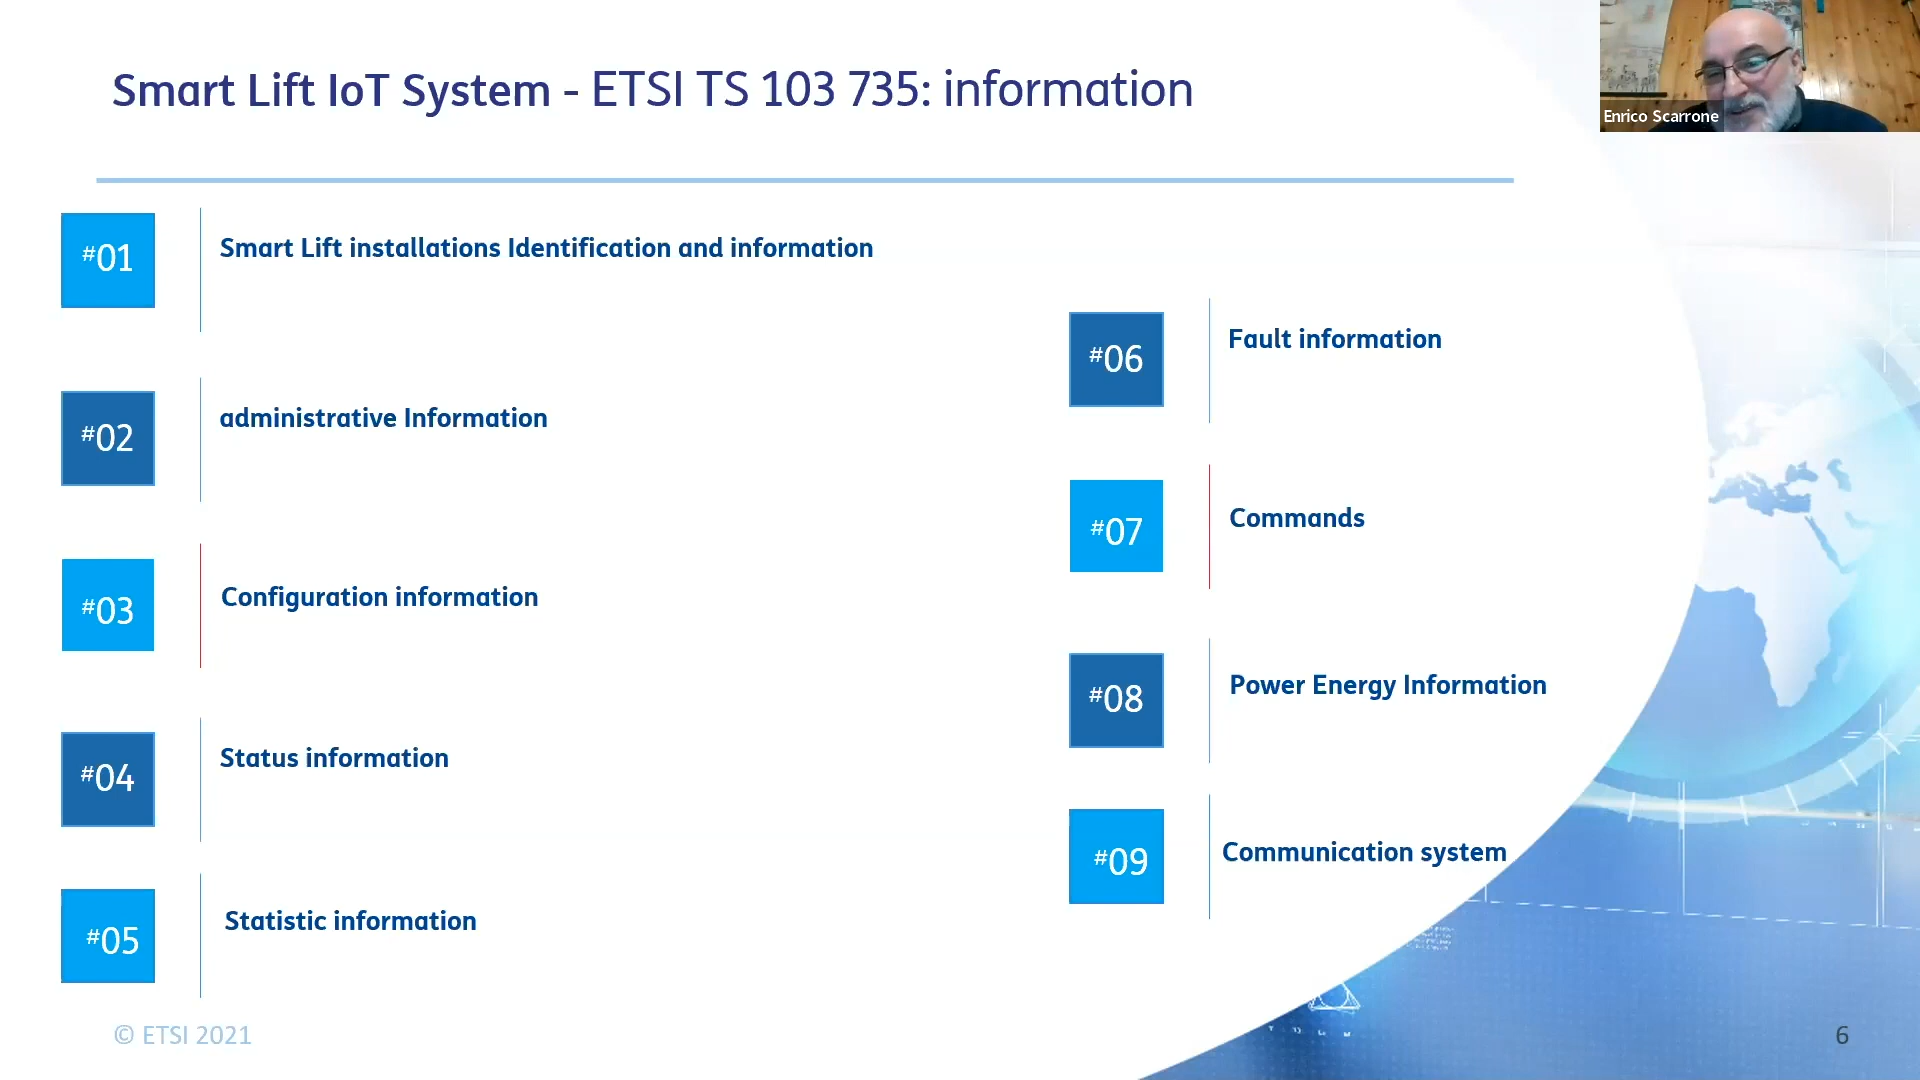 Smart Lift IoT System - ETSI TS 103 735: information
Enrico Scarrone
#01
Smart Lift installations Identification and information
#02
administrative Information
#03
Configuration information
#04
Status information
#05
Statistic information
#06
Fault information
#07
Commands
#08
Power Energy Information
#09
Communication system
© ETSI 2021
6